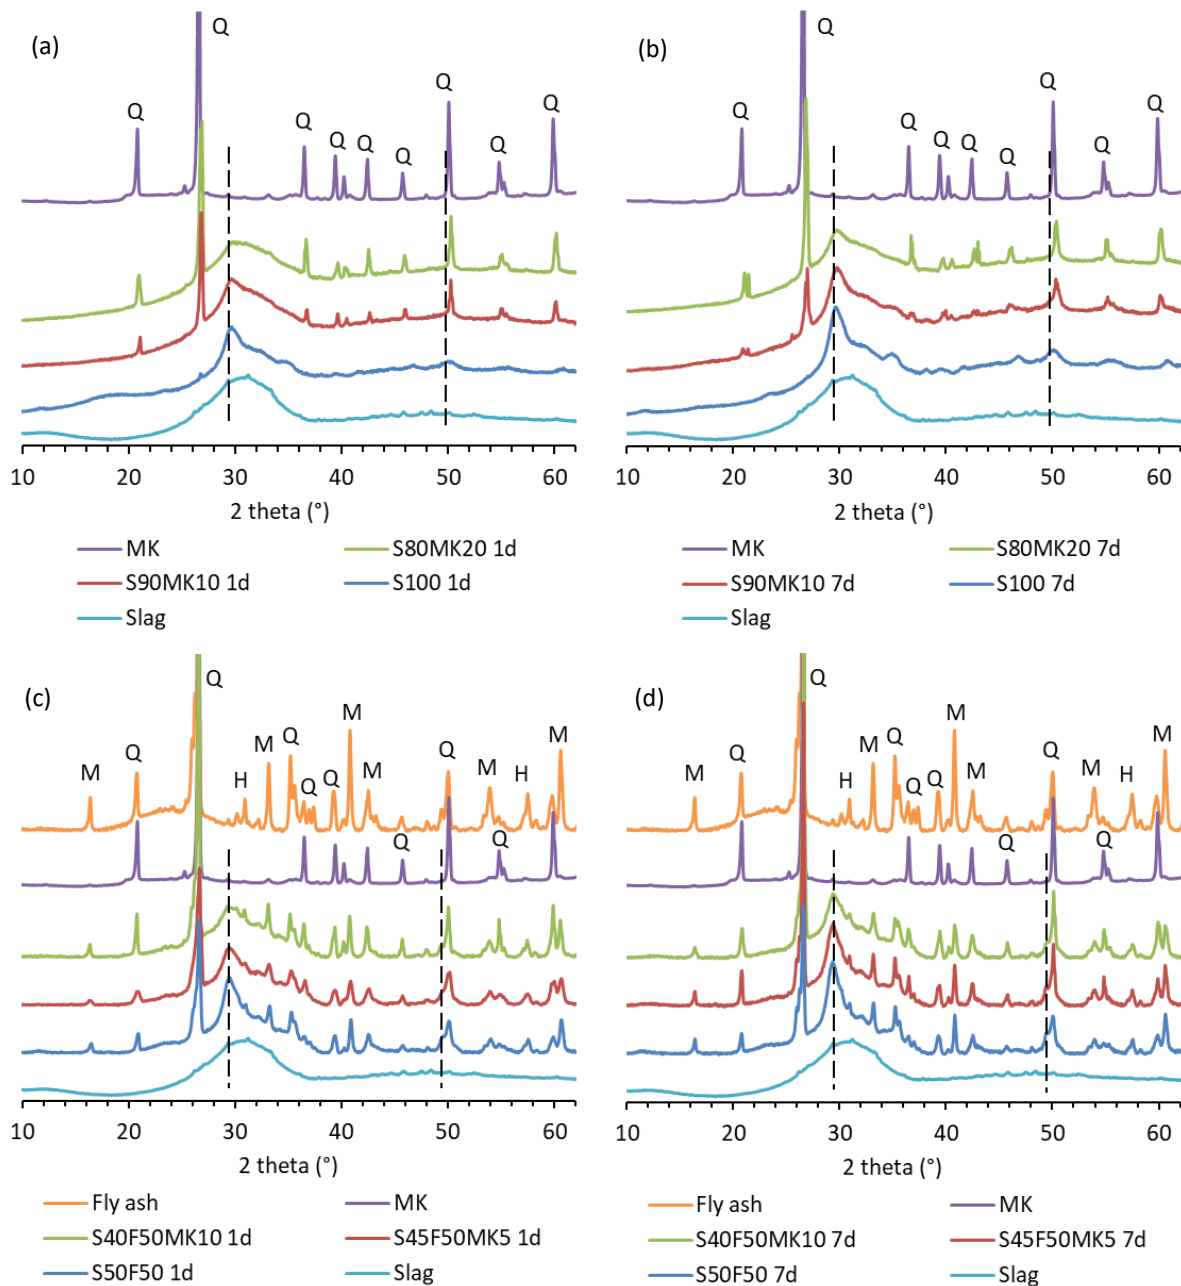 (a)
Q
Q
Q
Q
Q
Q
Q
Q
Q
10 20 30 40 50 60
2 theta (°)
MK S80MK20 1d
S90MK10 1d S100 1d
Slag
(b)
Q
Q
Q
Q
Q
Q
Q
Q
Q
10 20 30 40 50 60
2 theta (°)
MK S80MK20 7d
S90MK10 7d S100 7d
Slag
(c)
Q
M
Q
H
M
Q
Q
Q
M
M
Q
Q
M
Q
H
M
10 20 30 40 50 60
2 theta (°)
Fly ash MK
S40F50MK10 1d S45F50MK5 1d
S50F50 1d Slag
(d)
Q
M
Q
H
M
Q
Q
Q
M
M
Q
Q
M
Q
H
M
10 20 30 40 50 60
2 theta (°)
Fly ash MK
S40F50MK10 7d S45F50MK5 7d
S50F50 7d Slag